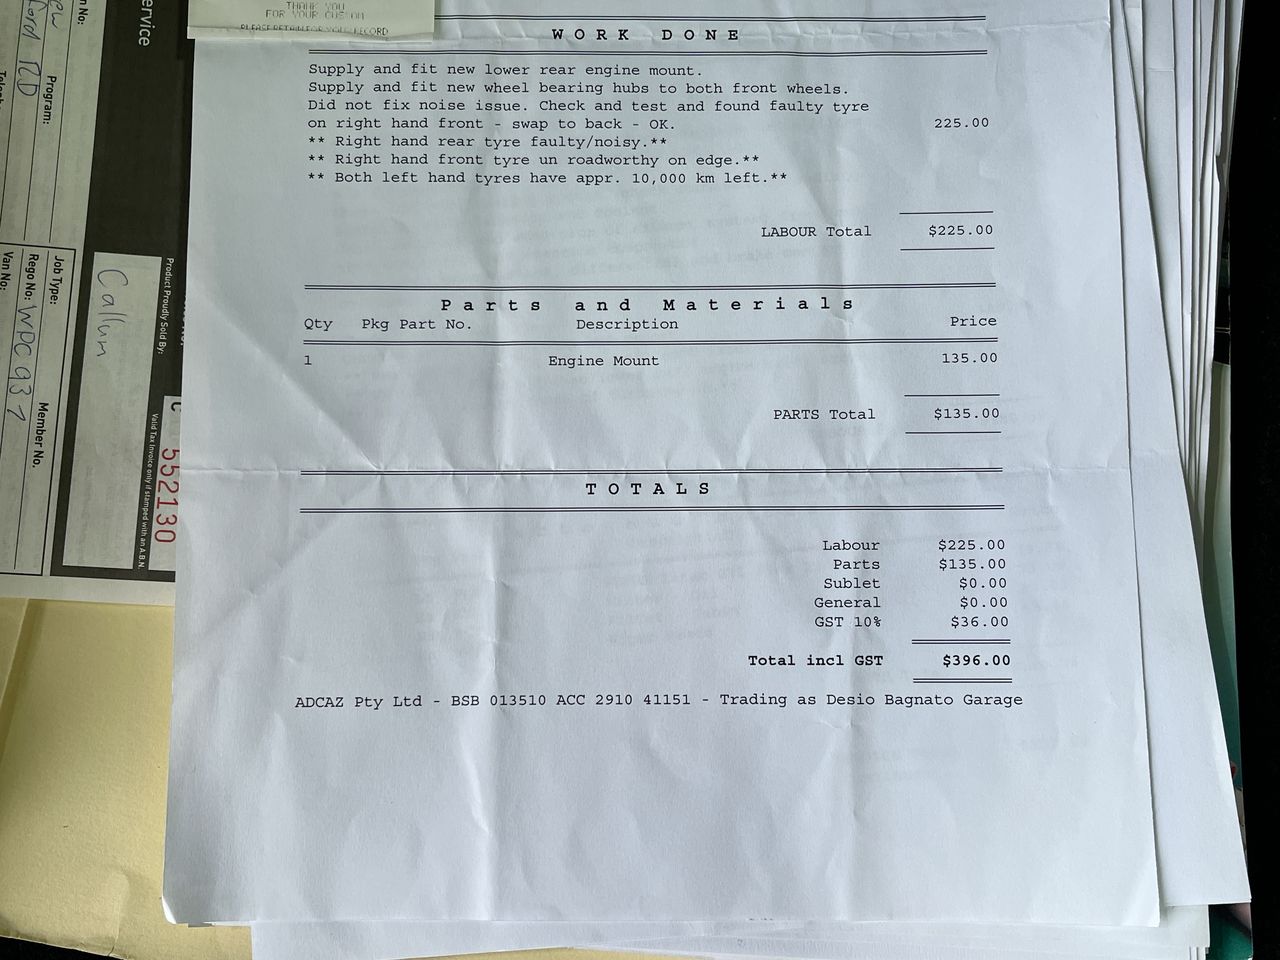 THANK YOU
FOR YOUR CUSTOM
PLEASE RETAIN FOR YOUR RECORD
WORK DONE
Supply and fit new lower rear engine mount.
Supply and fit new wheel bearing hubs to both front wheels.
Did not fix noise issue. Check and test and found faulty tyre
on right hand front - swap to back - OK. 225.00
** Right hand rear tyre faulty/noisy.**
** Right hand front tyre un roadworthy on edge.**
** Both left hand tyres have appr. 10,000 km left.**
LABOUR Total $225.00
Parts and Materials
Qty Pkg Part No. Description Price
1 Engine Mount 135.00
PARTS Total $135.00
TOTALS
Labour $225.00
Parts $135.00
Sublet $0.00
General $0.00
GST 10% $36.00
Total incl GST $396.00
ADCAZ Pty Ltd - BSB 013510 ACC 2910 41151 - Trading as Desio Bagnato Garage
ervice
Program:
Job Type:
Rego No: WPC 937
Van No:
Member No.
Callum
Product Proudly Sold By:
Valid Tax Invoice only if stamped with an A.B.N.
C 552130